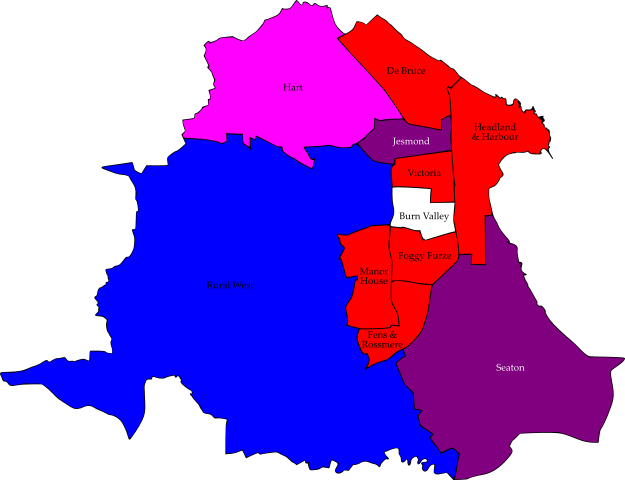 De Bruce
Hart
Headland
& Harbour
Jesmond
Victoria
Burn Valley
Foggy Furze
Manor
House
Rural West
Fens &
Rossmere
Seaton